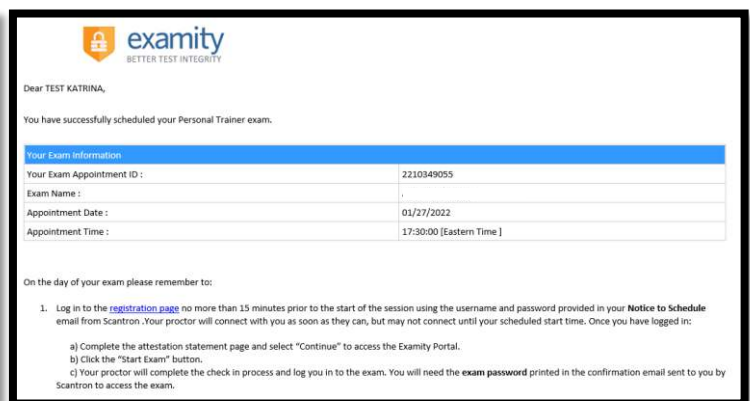 examity
BETTER TEST INTEGRITY
Dear TEST KATRINA,
You have successfully scheduled your Personal Trainer exam.
Your Exam Information
Your Exam Appointment ID : 2210349055
Exam Name :
Appointment Date : 01/27/2022
Appointment Time : 17:30:00 [Eastern Time ]
On the day of your exam please remember to:
1. Log in to the registration page no more than 15 minutes prior to the start of the session using the username and password provided in your Notice to Schedule
email from Scantron .Your proctor will connect with you as soon as they can, but may not connect until your scheduled start time. Once you have logged in:
a) Complete the attestation statement page and select “Continue” to access the Examity Portal.
b) Click the “Start Exam” button.
c) Your proctor will complete the check in process and log you in to the exam. You will need the exam password printed in the confirmation email sent to you by
Scantron to access the exam.